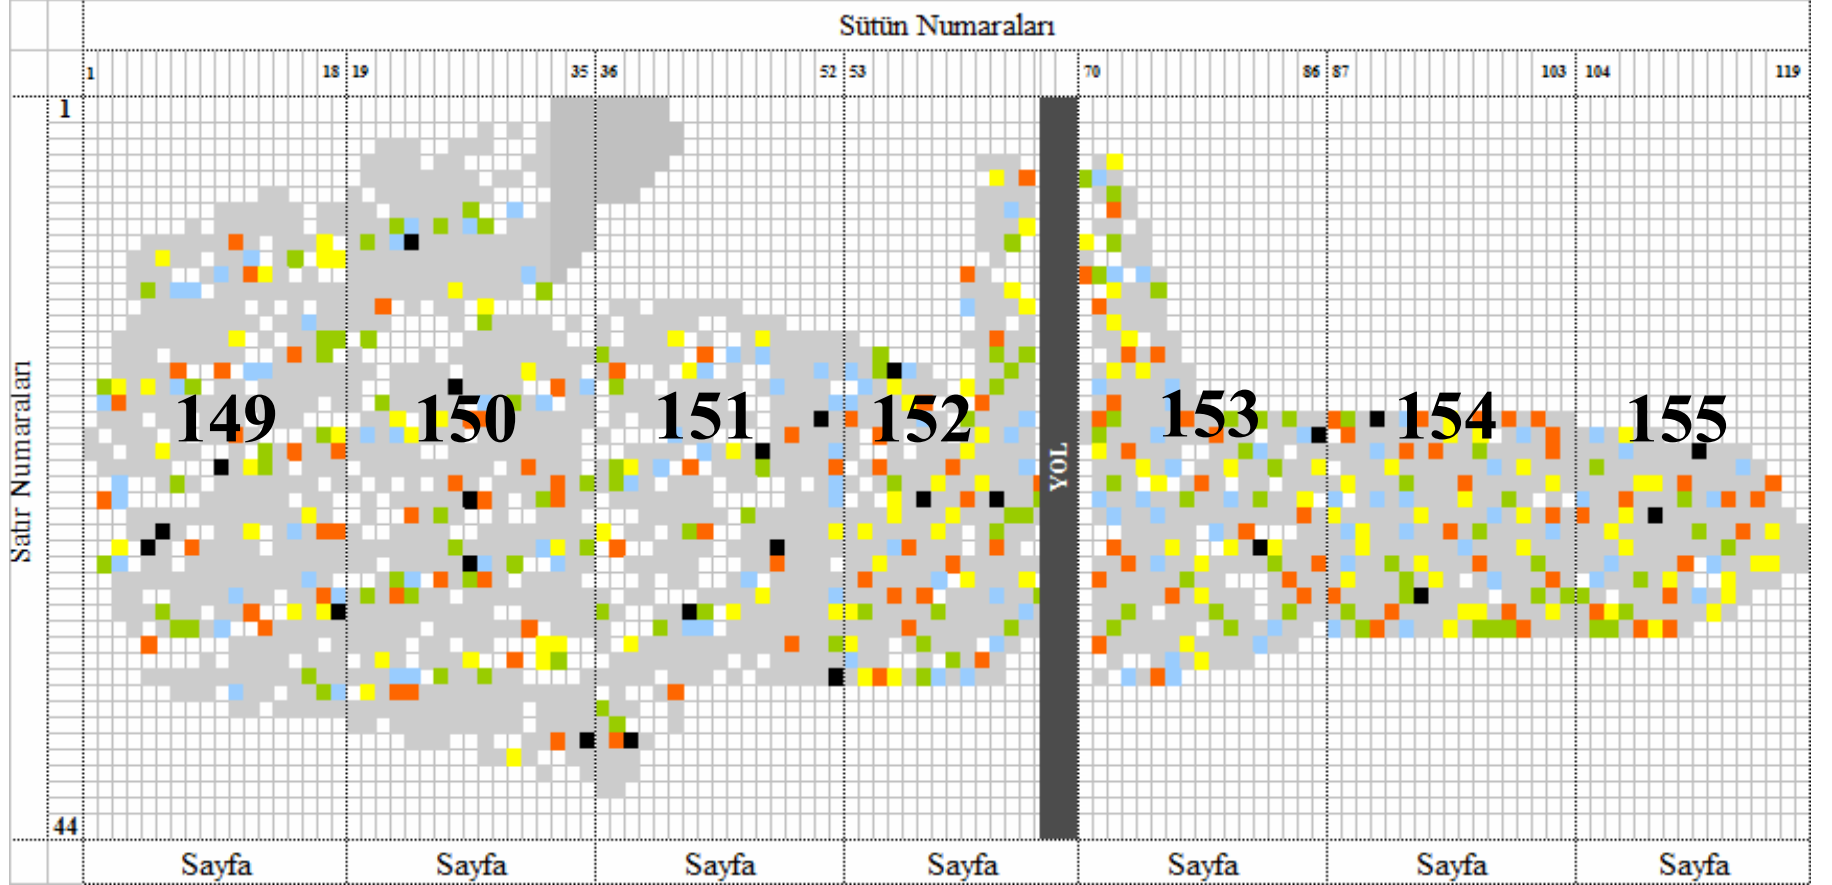 Sütün Numaraları
1 18 19 35 36 52 53 70 86 87 103 104 119
1
Satır Numaraları
149 150 151 152 153 154 155
YOL
44
Sayfa Sayfa Sayfa Sayfa Sayfa Sayfa Sayfa